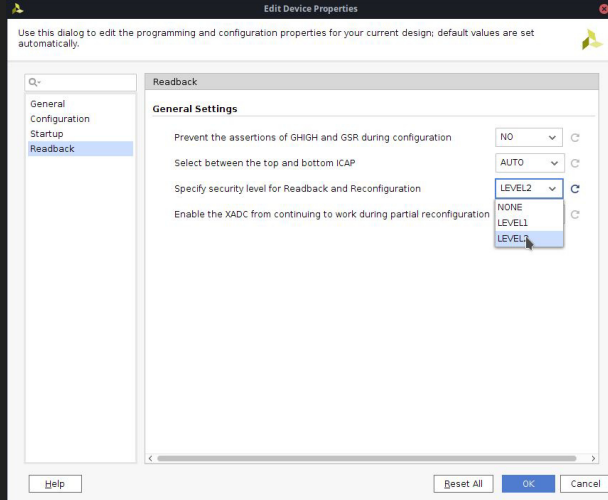 Edit Device Properties
Use this dialog to edit the programming and configuration properties for your current design; default values are set
automatically.
Readback
General
Configuration
Startup
Readback
General Settings
Prevent the assertions of GHIGH and GSR during configuration NO
Select between the top and bottom ICAP AUTO
Specify security level for Readback and Reconfiguration LEVEL2
Enable the XADC from continuing to work during partial reconfiguration
NONE
LEVEL1
LEVEL2
Help Reset All OK Cancel